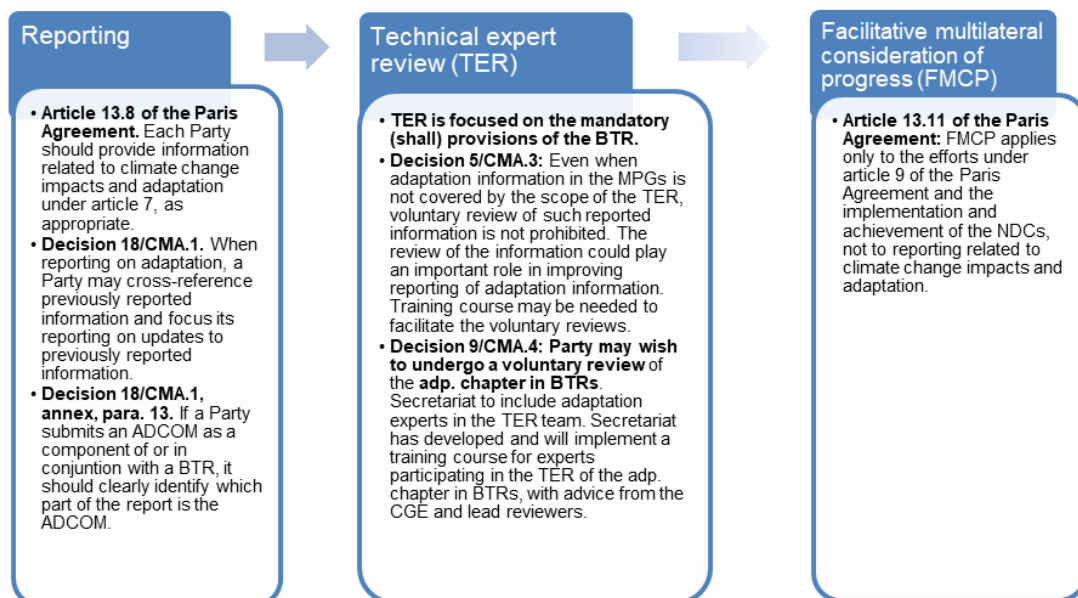 Reporting
• Article 13.8 of the Paris
Agreement. Each Party
should provide information
related to climate change
impacts and adaptation
under article 7, as
appropriate.
• Decision 18/CMA.1. When
reporting on adaptation, a
Party may cross-reference
previously reported
information and focus its
reporting on updates to
previously reported
information.
• Decision 18/CMA.1,
annex, para. 13. If a Party
submits an ADCOM as a
component of or in
conjuntion with a BTR, it
should clearly identify which
part of the report is the
ADCOM.
Technical expert
review (TER)
• TER is focused on the mandatory
(shall) provisions of the BTR.
• Decision 5/CMA.3: Even when
adaptation information in the MPGs is
not covered by the scope of the TER,
voluntary review of such reported
information is not prohibited. The
review of the information could play
an important role in improving
reporting of adaptation information.
Training course may be needed to
facilitate the voluntary reviews.
• Decision 9/CMA.4: Party may wish
to undergo a voluntary review of
the adp. chapter in BTRs.
Secretariat to include adaptation
experts in the TER team. Secretariat
has developed and will implement a
training course for experts
participating in the TER of the adp.
chapter in BTRs, with advice from the
CGE and lead reviewers.
Facilitative multilateral
consideration of
progress (FMCP)
• Article 13.11 of the Paris
Agreement: FMCP applies
only to the efforts under
article 9 of the Paris
Agreement and the
implementation and
achievement of the NDCs,
not to reporting related to
climate change impacts and
adaptation.